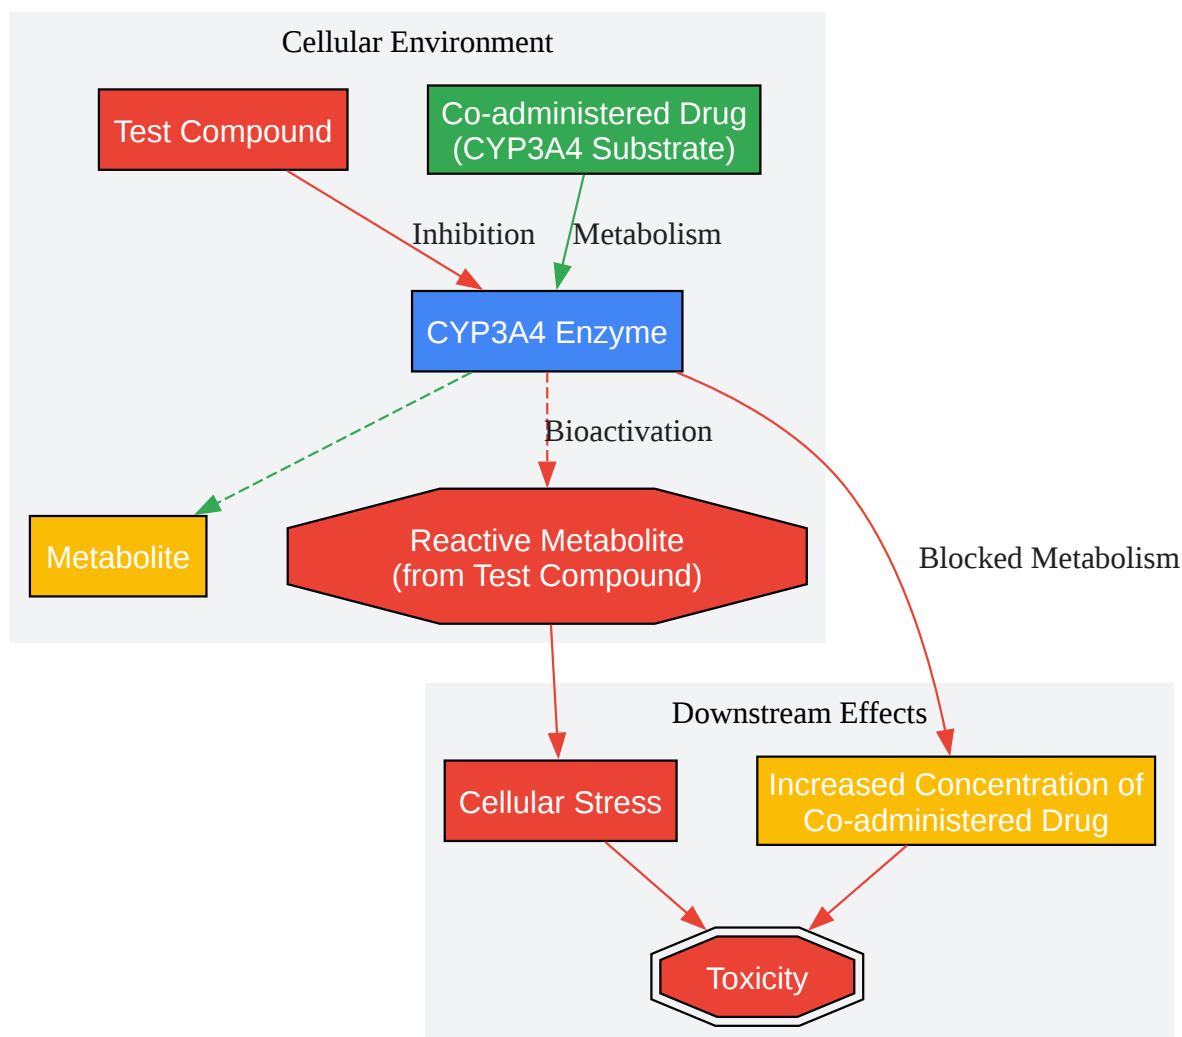 Cellular Environment
Test Compound
Co-administered Drug
(CYP3A4 Substrate)
Inhibition
Metabolism
CYP3A4 Enzyme
Bioactivation
Metabolite
Reactive Metabolite
(from Test Compound)
Blocked Metabolism
Downstream Effects
Cellular Stress
Increased Concentration of
Co-administered Drug
Toxicity